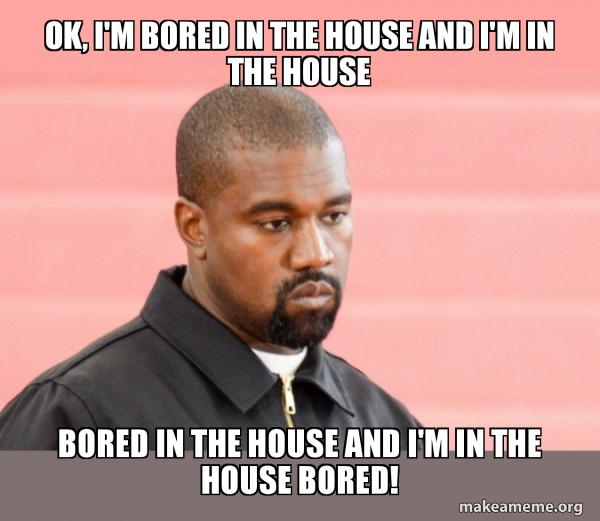 OK, I'M BORED IN THE HOUSE AND I'M IN
THE HOUSE
BORED IN THE HOUSE AND I'M IN THE
HOUSE BORED!
makeameme.org